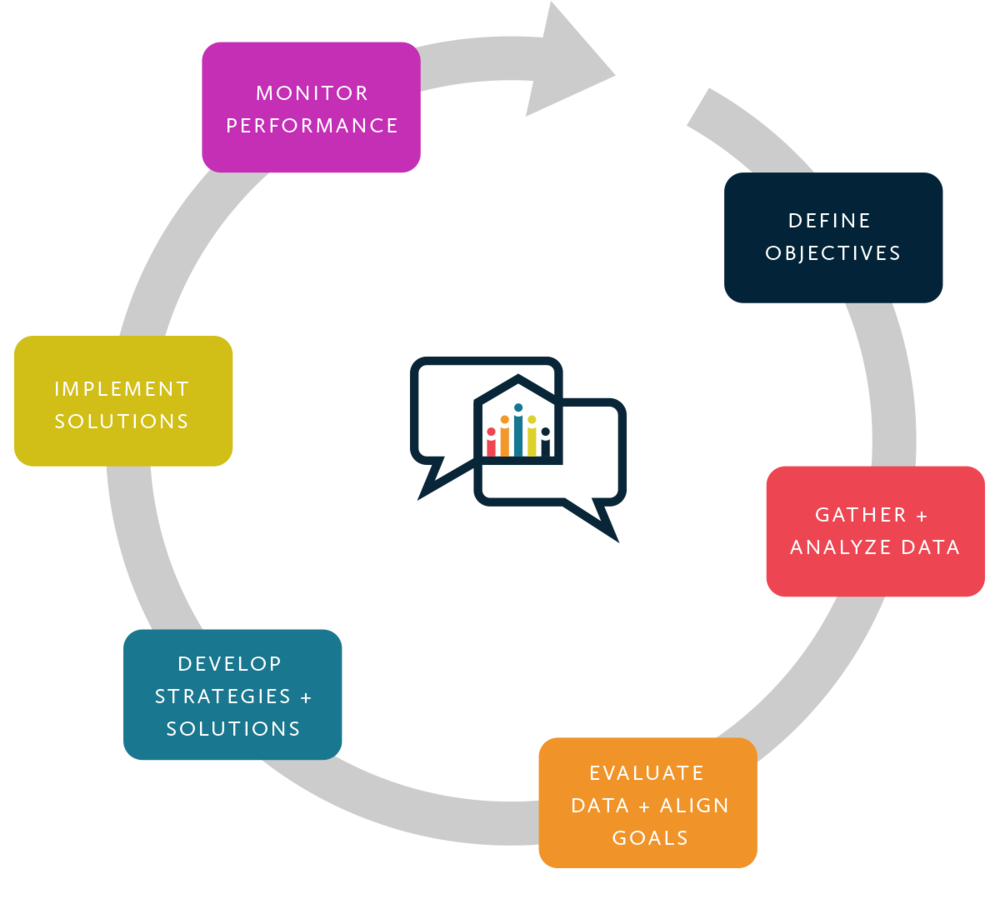 MONITOR
PERFORMANCE
DEFINE
OBJECTIVES
IMPLEMENT
SOLUTIONS
GATHER +
ANALYZE DATA
DEVELOP
STRATEGIES +
SOLUTIONS
EVALUATE
DATA + ALIGN
GOALS